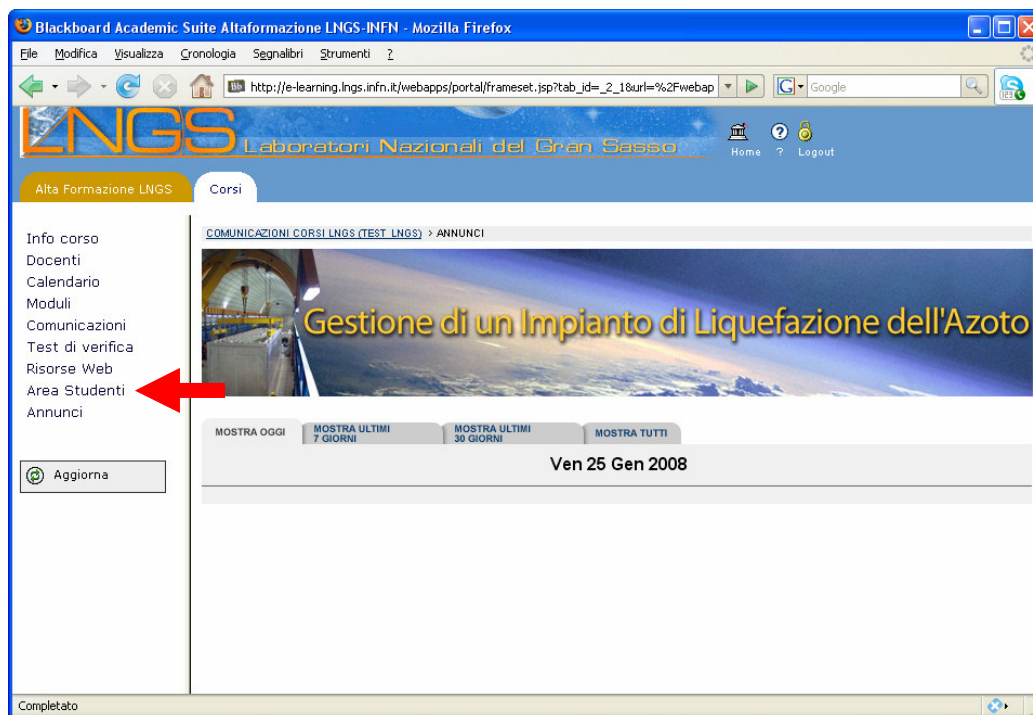 Blackboard Academic Suite Altaformazione LNGS-INFN - Mozilla Firefox
File Modifica Visualizza Cronologia Segnalibri Strumenti ?
http://e-learning.lngs.infn.it/webapps/portal/frameset.jsp?tab_id=_2_1&url=%2Fwebap
G Google
LNGS
Laboratori Nazionali del Gran Sasso
Home ? Logout
Alta Formazione LNGS Corsi
Info corso
Docenti
Calendario
Moduli
Comunicazioni
Test di verifica
Risorse Web
Area Studenti
Annunci
Aggiorna
COMUNICAZIONI CORSI LNGS (TEST_LNGS) > ANNUNCI
Gestione di un Impianto di Liquefazione dell'Azoto
MOSTRA OGGI
MOSTRA ULTIMI
7 GIORNI
MOSTRA ULTIMI
30 GIORNI
MOSTRA TUTTI
Ven 25 Gen 2008
Completato